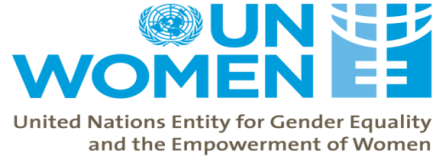 UN
WOMEN
United Nations Entity for Gender Equality
and the Empowerment of Women